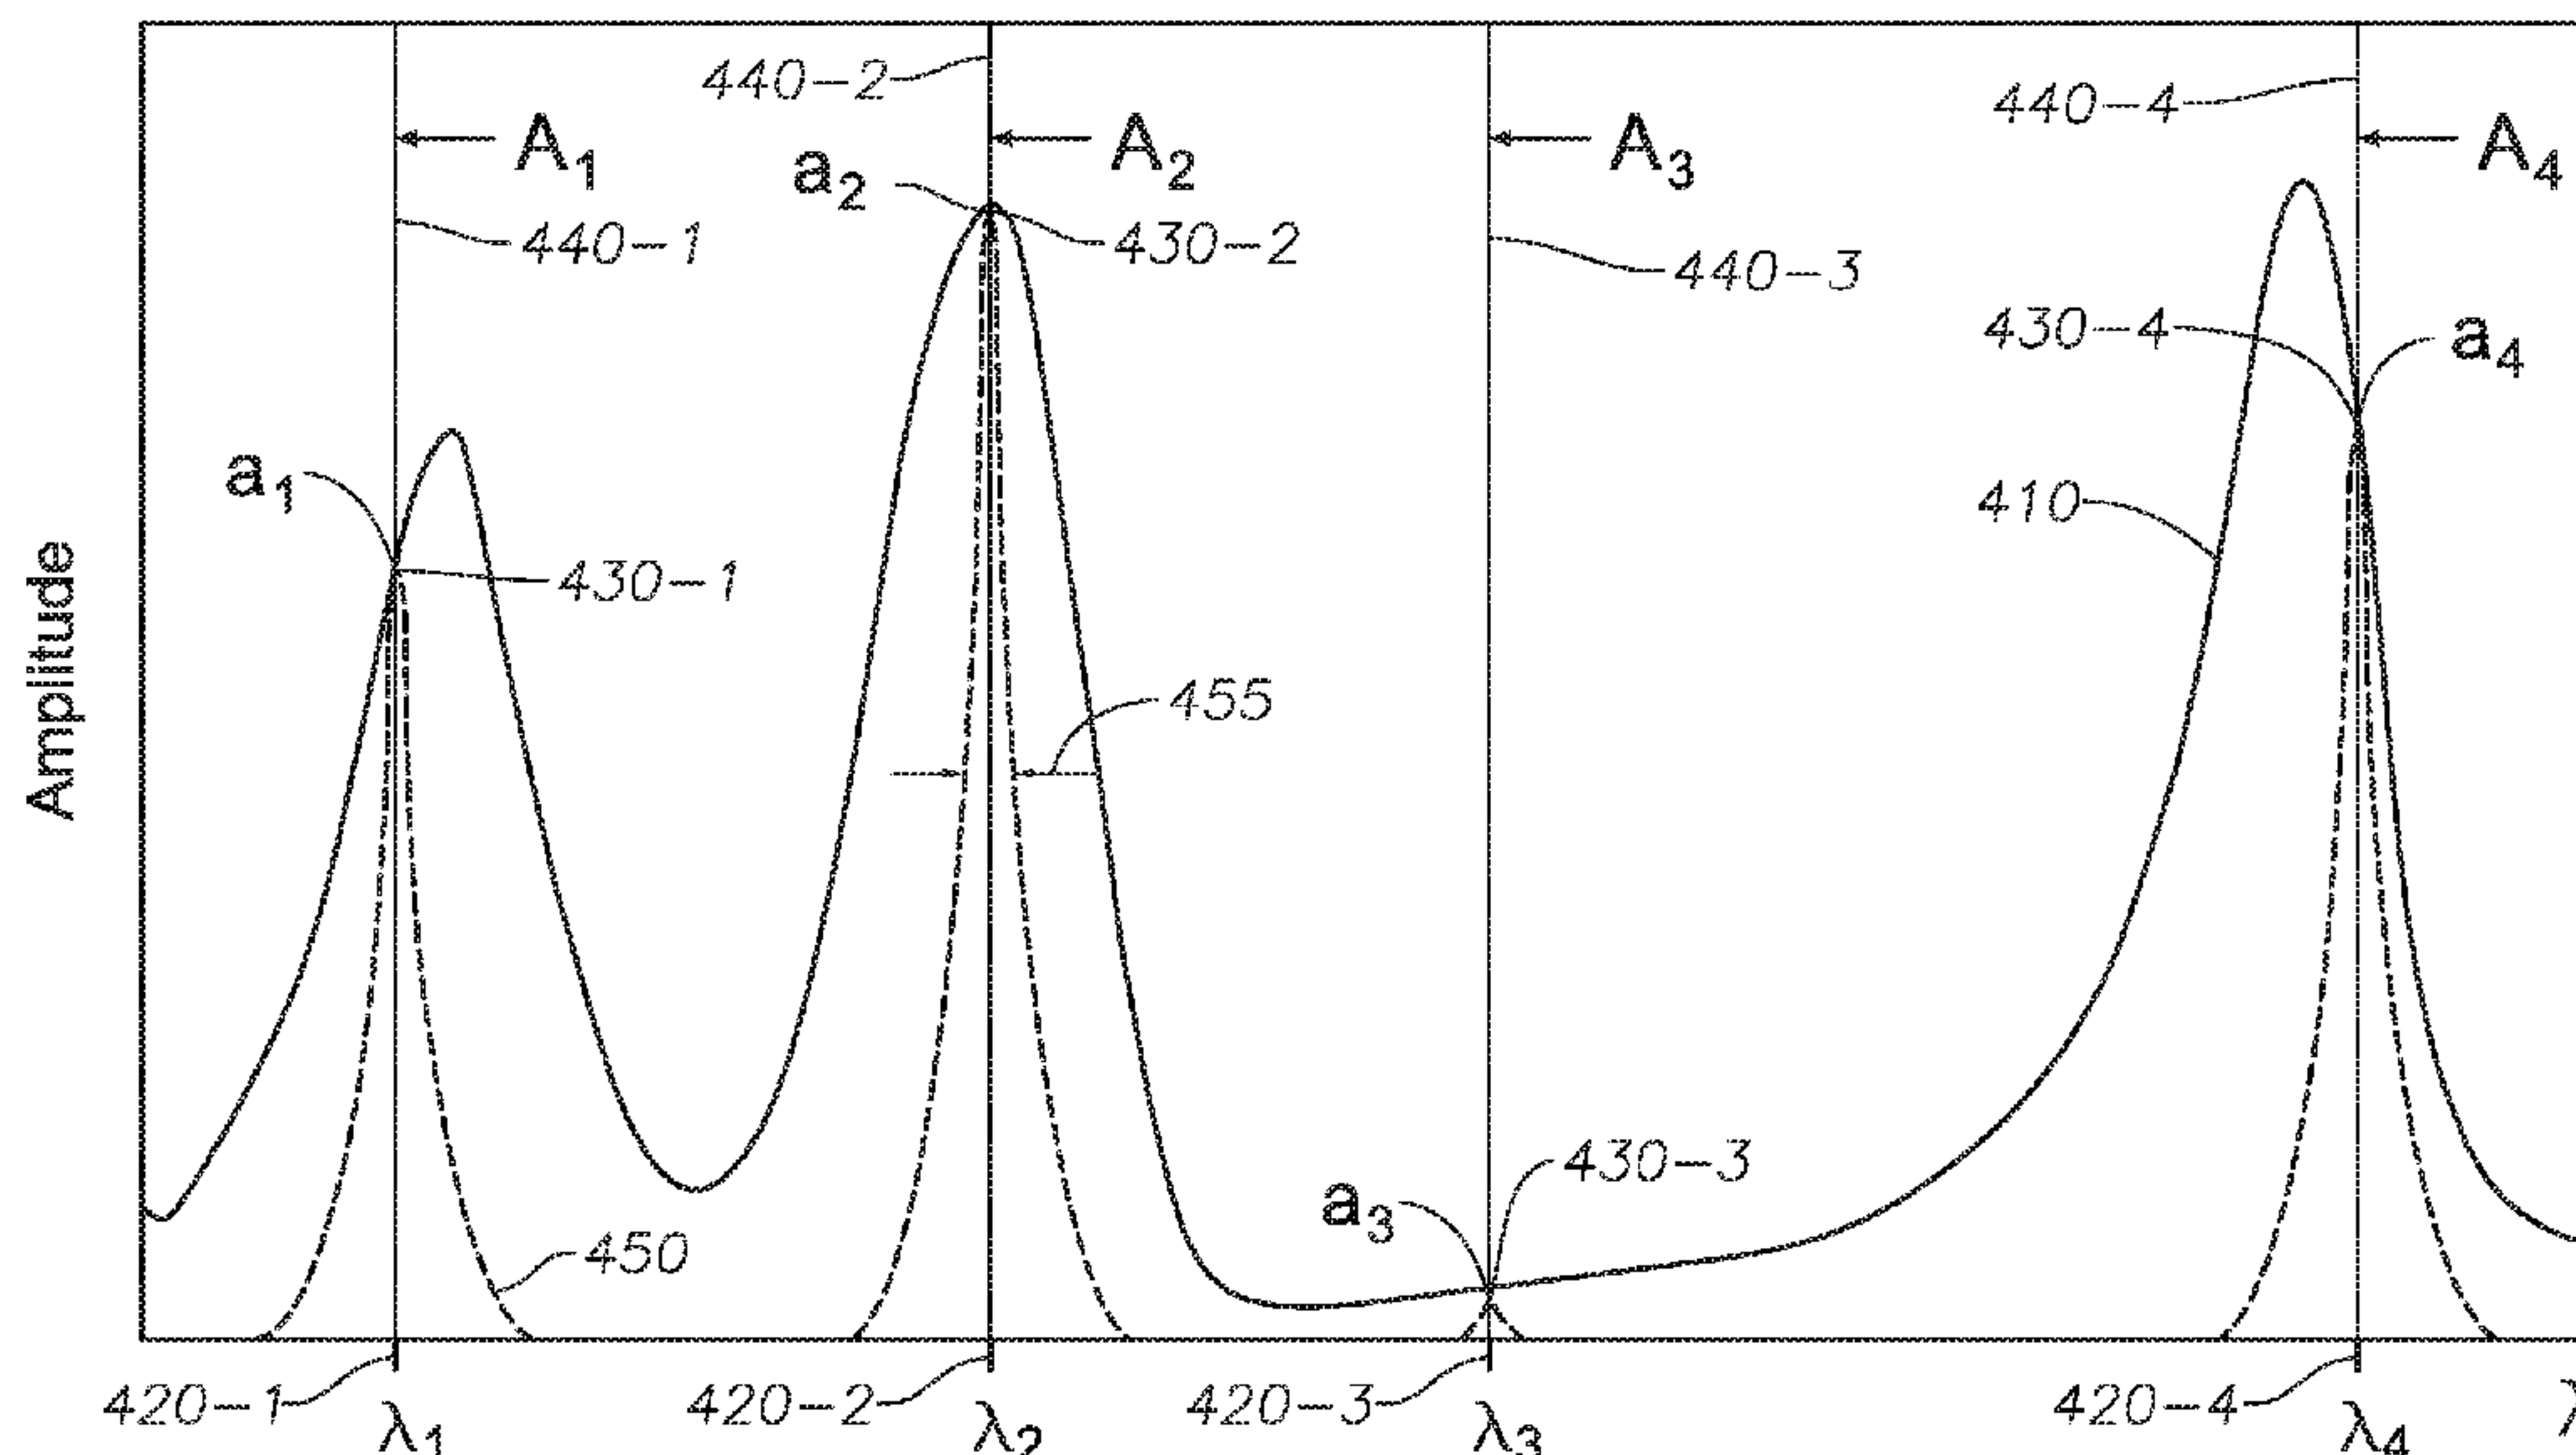 440-2
440-4
A₁
a₂
A₂
A₃
A₄
440-1
430-2
440-3
430-4
a₄
a₁
410
430-1
Amplitude
455
430-3
a₃
450
420-1
420-2
420-3
420-4
λ₁
λ₂
λ₃
λ₄